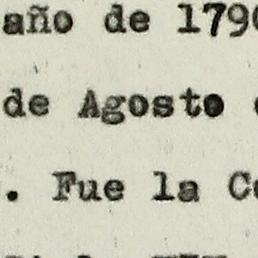 año de 179
de Agosto
. Fue la C